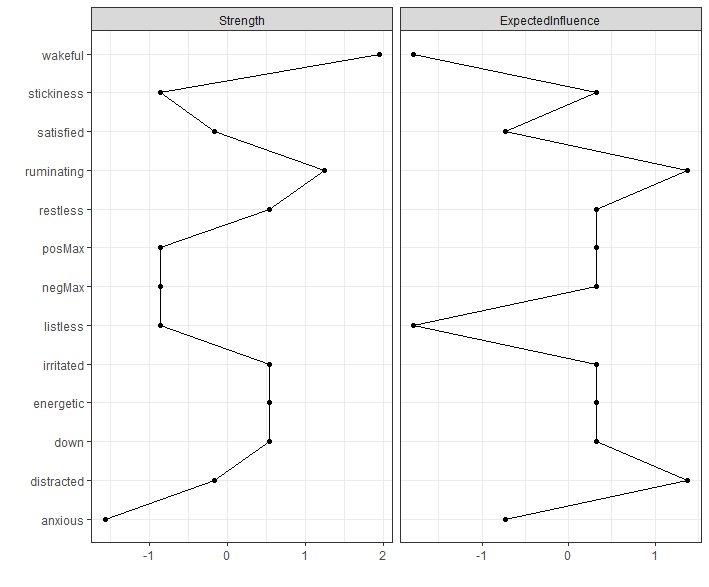 Strength ExpectedInfluence
wakeful
stickiness
satisfied
ruminating
restless
posMax
negMax
listless
irritated
energetic
down
distracted
anxious
-1 0 1 2 -1 0 1